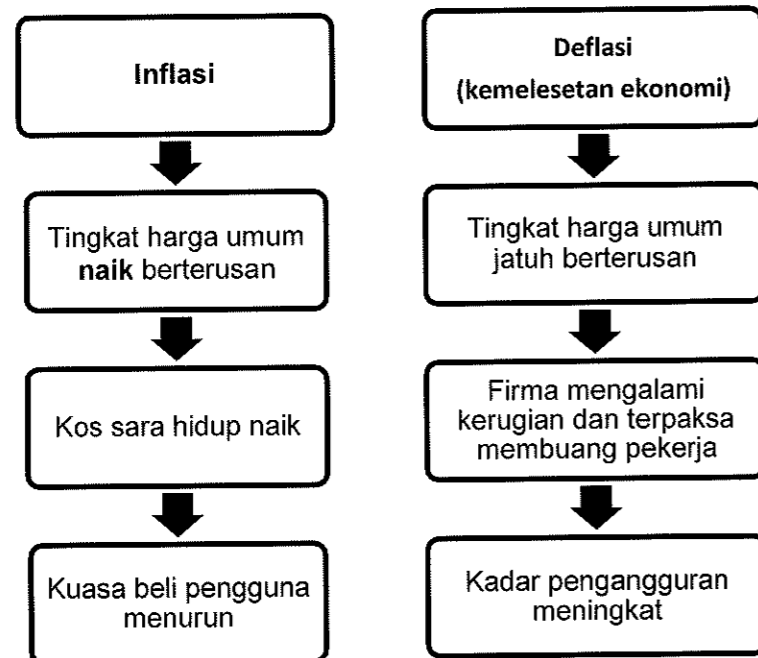 Inflasi
Tingkat harga umum
naik berterusan
Kos sara hidup naik
Kuasa beli pengguna
menurun
Deflasi
(kemelesetan ekonomi)
Tingkat harga umum
jatuh berterusan
Firma mengalami
kerugian dan terpaksa
membuang pekerja
Kadar pengangguran
meningkat